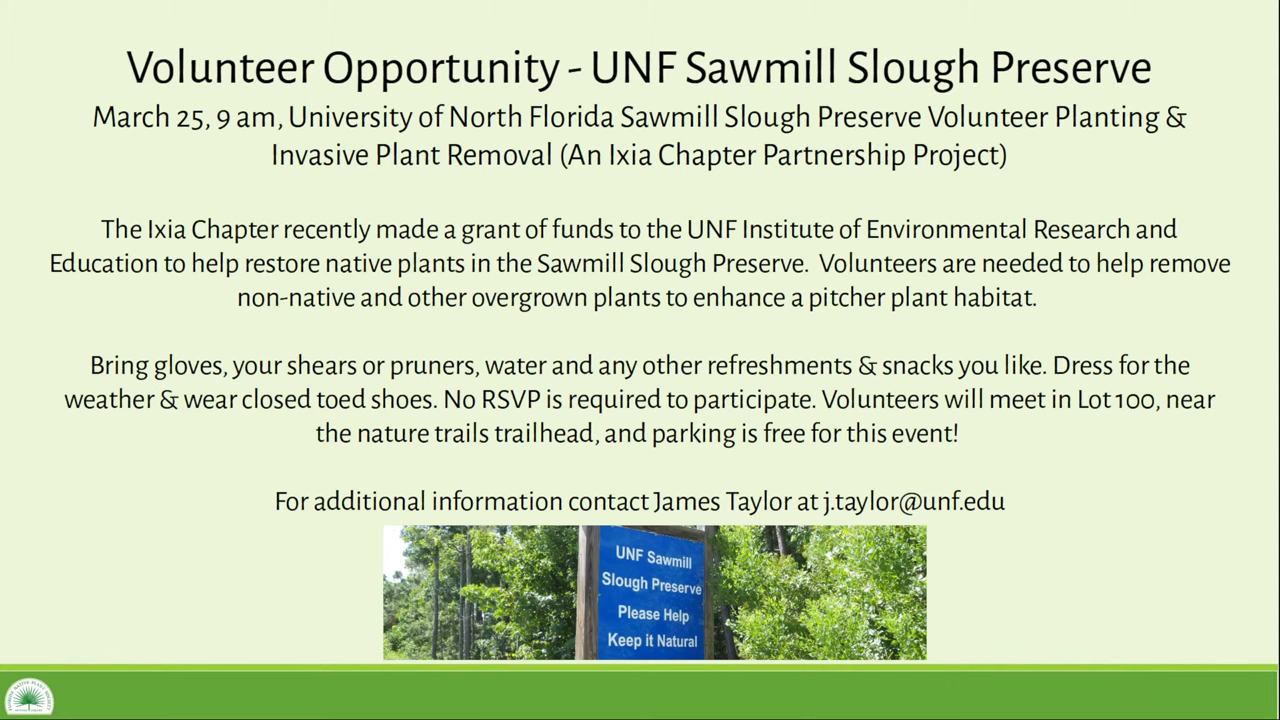 Volunteer Opportunity - UNF Sawmill Slough Preserve
March 25, 9 am, University of North Florida Sawmill Slough Preserve Volunteer Planting &
Invasive Plant Removal (An Ixia Chapter Partnership Project)
The Ixia Chapter recently made a grant of funds to the UNF Institute of Environmental Research and
Education to help restore native plants in the Sawmill Slough Preserve. Volunteers are needed to help remove
non-native and other overgrown plants to enhance a pitcher plant habitat.
Bring gloves, your shears or pruners, water and any other refreshments & snacks you like. Dress for the
weather & wear closed toed shoes. No RSVP is required to participate. Volunteers will meet in Lot 100, near
the nature trails trailhead, and parking is free for this event!
For additional information contact James Taylor at j.taylor@unf.edu
UNF Sawmill
Slough Preserve
Please Help
Keep it Natural